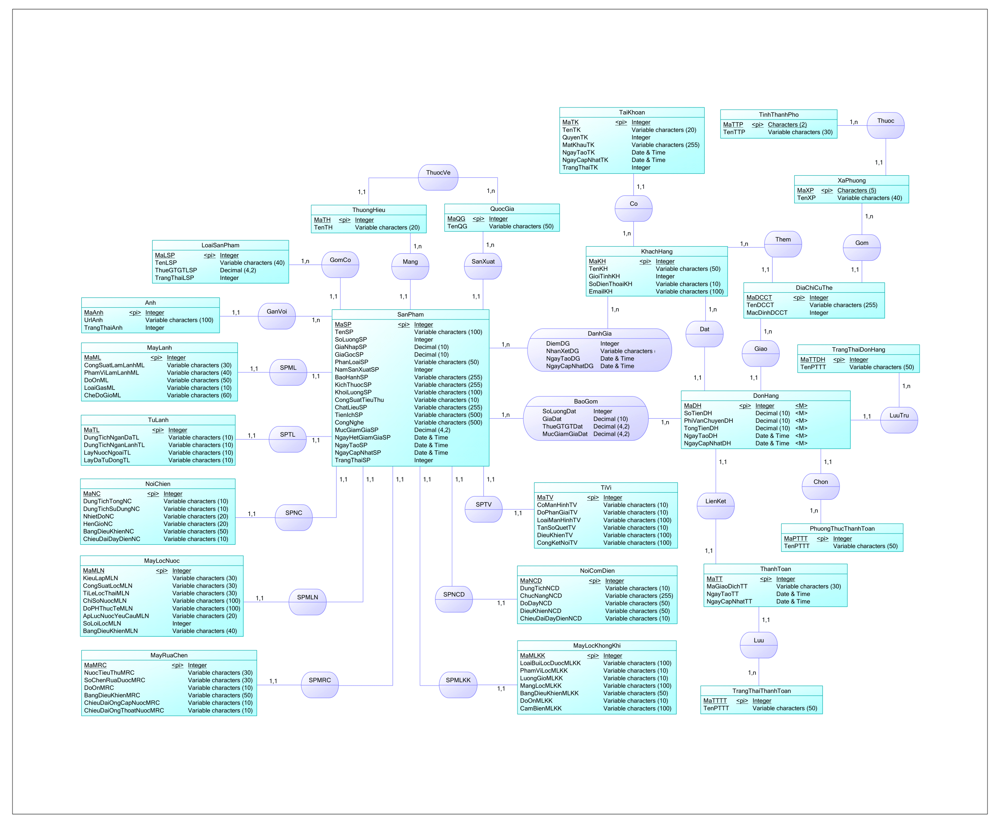 TaiKhoan
MaTK <pi> Integer
TenTK Variable characters (20)
QuyenTK Integer
MatKhauTK Variable characters (255)
NgayTaoTK Date & Time
NgayCapNhatTK Date & Time
TrangThaiTK Integer
TinhThanhPho
MaTTP <pi> Characters (2)
TenTTP Variable characters (30)
1,n
Thuoc
1,1
XaPhuong
MaXP <pi> Characters (5)
TenXP Variable characters (40)
1,n
Gom
1,1
ThuocVe
1,1
1,n
ThuongHieu
MaTH <pi> Integer
TenTH Variable characters (20)
QuocGia
MaQG <pi> Integer
TenQG Variable characters (50)
1,1
Co
1,n
LoaiSanPham
MaLSP <pi> Integer
TenLSP Variable characters (40)
ThueGTGTLSP Decimal (4,2)
TrangThaiLSP Integer
1,n
GomCo
1,1
1,n
Mang
1,1
1,n
SanXuat
1,1
KhachHang
MaKH <pi> Integer
TenKH Variable characters (50)
GioiTinhKH Integer
SoDienThoaiKH Variable characters (10)
EmailKH Variable characters (100)
1,n
Them
1,1
DiaChiCuThe
MaDCCT <pi> Integer
TenDCCT Variable characters (255)
MacDinhDCCT Integer
Anh
MaAnh <pi> Integer
UrlAnh Variable characters (100)
TrangThaiAnh Integer
1,1
GanVoi
1,n
SanPham
MaSP <pi> Integer
TenSP Variable characters (100)
SoLuongSP Integer
GiaNhapSP Decimal (10)
GiaGocSP Decimal (10)
PhanLoaiSP Variable characters (50)
NamSanXuatSP Integer
BaoHanhSP Variable characters (255)
KichThuocSP Variable characters (255)
KhoiLuongSP Variable characters (100)
CongSuatTieuThu Variable characters (10)
ChatLieuSP Variable characters (255)
TienIchSP Variable characters (500)
CongNghe Variable characters (500)
MucGiamGiaSP Decimal (4,2)
NgayHetGiamGiaSP Date & Time
NgayTaoSP Date & Time
NgayCapNhatSP Date & Time
TrangThaiSP Integer
1,n
1,n
DanhGia
DiemDG Integer
NhanXetDG Variable characters
NgayTaoDG Date & Time
NgayCapNhatDG Date & Time
1,n
Dat
1,1
1,n
Giao
1,1
TrangThaiDonHang
MaTTDH <pi> Integer
TenPTTT Variable characters (50)
1,n
LuuTru
1,1
MayLanh
MaML <pi> Integer
CongSuatLamLanhML Variable characters (30)
PhamViLamLanhML Variable characters (40)
DoOnML Variable characters (50)
LoaiGasML Variable characters (10)
CheDoGioML Variable characters (60)
1,1
SPML
1,1
1,n
BaoGom
SoLuongDat Integer
GiaDat Decimal (10)
ThueGTGTDat Decimal (4,2)
MucGiamGiaDat Decimal (4,2)
1,n
DonHang
MaDH <pi> Integer <M>
SoTienDH Decimal (10) <M>
PhiVanChuyenDH Decimal (10) <M>
TongTienDH Decimal (10) <M>
NgayTaoDH Date & Time <M>
NgayCapNhatDH Date & Time <M>
TuLanh
MaTL <pi> Integer
DungTichNganDaTL Variable characters (10)
DungTichNganLanhTL Variable characters (10)
LayNuocNgoaiTL Variable characters (10)
LayDaTuDongTL Variable characters (10)
1,1
SPTL
1,1
1,1
1,1
1,1
1,1
1,1
1,1
NoiChien
MaNC <pi> Integer
DungTichTongNC Variable characters (10)
DungTichSuDungNC Variable characters (10)
NhietDoNC Variable characters (20)
HenGioNC Variable characters (20)
BangDieuKhienNC Variable characters (50)
ChieuDaiDayDienNC Variable characters (10)
1,1
SPNC
SPTV
1,1
TiVi
MaTV <pi> Integer
CoManHinhTV Variable characters (10)
DoPhanGiaiTV Variable characters (10)
LoaiManHinhTV Variable characters (100)
TanSoQuetTV Variable characters (10)
DieuKhienTV Variable characters (100)
CongKetNoiTV Variable characters (100)
1,1
LienKet
1,1
1,1
Chon
1,n
PhuongThucThanhToan
MaPTTT <pi> Integer
TenPTTT Variable characters (50)
MayLocNuoc
MaMLN <pi> Integer
KieuLapMLN Variable characters (30)
CongSuatLocMLN Variable characters (30)
TiLeLocThaiMLN Variable characters (30)
ChiSoNuocMLN Variable characters (100)
DoPHThucTeMLN Variable characters (100)
ApLucNuocYeuCauMLN Variable characters (20)
SoLoiLocMLN Integer
BangDieuKhienMLN Variable characters (40)
1,1
SPMLN
SPNCD
1,1
NoiComDien
MaNCD <pi> Integer
DungTichNCD Variable characters (10)
ChucNangNCD Variable characters (255)
DoDayNCD Variable characters (50)
DieuKhienNCD Variable characters (50)
ChieuDaiDayDienNCD Variable characters (10)
ThanhToan
MaTT <pi> Integer
MaGiaoDichTT Variable characters (30)
NgayTaoTT Date & Time
NgayCapNhatTT Date & Time
1,1
Luu
1,n
MayRuaChen
MaMRC <pi> Integer
NuocTieuThuMRC Variable characters (30)
SoChenRuaDuocMRC Variable characters (30)
DoOnMRC Variable characters (10)
BangDieuKhienMRC Variable characters (50)
ChieuDaiOngCapNuocMRC Variable characters (10)
ChieuDaiOngThoatNuocMRC Variable characters (10)
1,1
SPMRC
SPMLKK
1,1
MayLocKhongKhi
MaMLKK <pi> Integer
LoaiBuiLocDuocMLKK Variable characters (100)
PhamViLocMLKK Variable characters (10)
LuongGioMLKK Variable characters (10)
MangLocMLKK Variable characters (100)
BangDieuKhienMLKK Variable characters (50)
DoOnMLKK Variable characters (10)
CamBienMLKK Variable characters (100)
TrangThaiThanhToan
MaTTTT <pi> Integer
TenPTTT Variable characters (50)